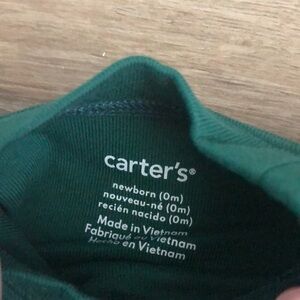 carter's®
newborn (0m)
nouveau-né (0m)
recién nacido (0m)
Made in Vietnam
Fabriqué au Vietnam
Hecho en Vietnam